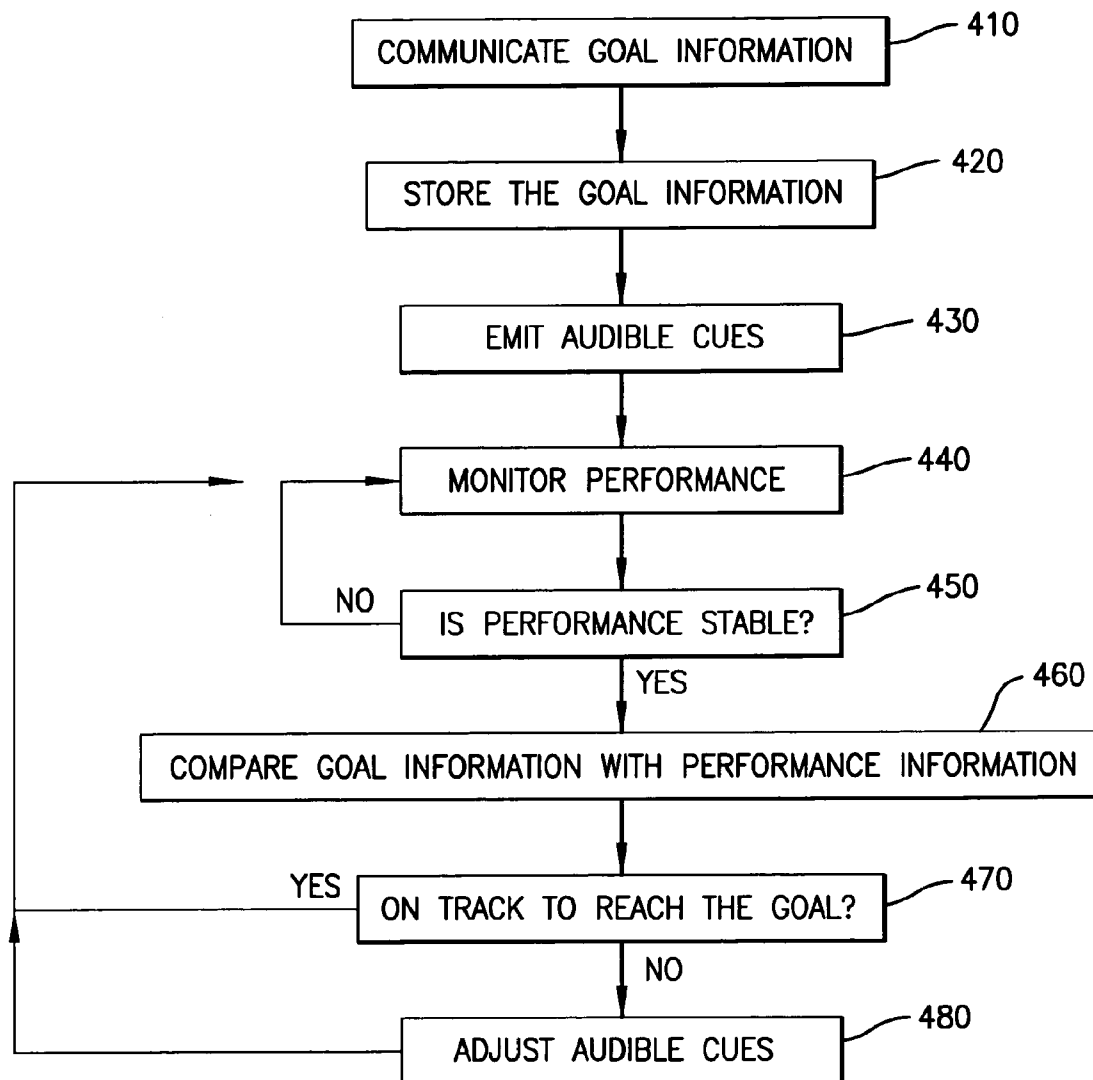 COMMUNICATE GOAL INFORMATION
410
STORE THE GOAL INFORMATION
420
EMIT AUDIBLE CUES
430
MONITOR PERFORMANCE
440
IS PERFORMANCE STABLE?
450
NO
YES
COMPARE GOAL INFORMATION WITH PERFORMANCE INFORMATION
460
ON TRACK TO REACH THE GOAL?
470
YES
NO
ADJUST AUDIBLE CUES
480